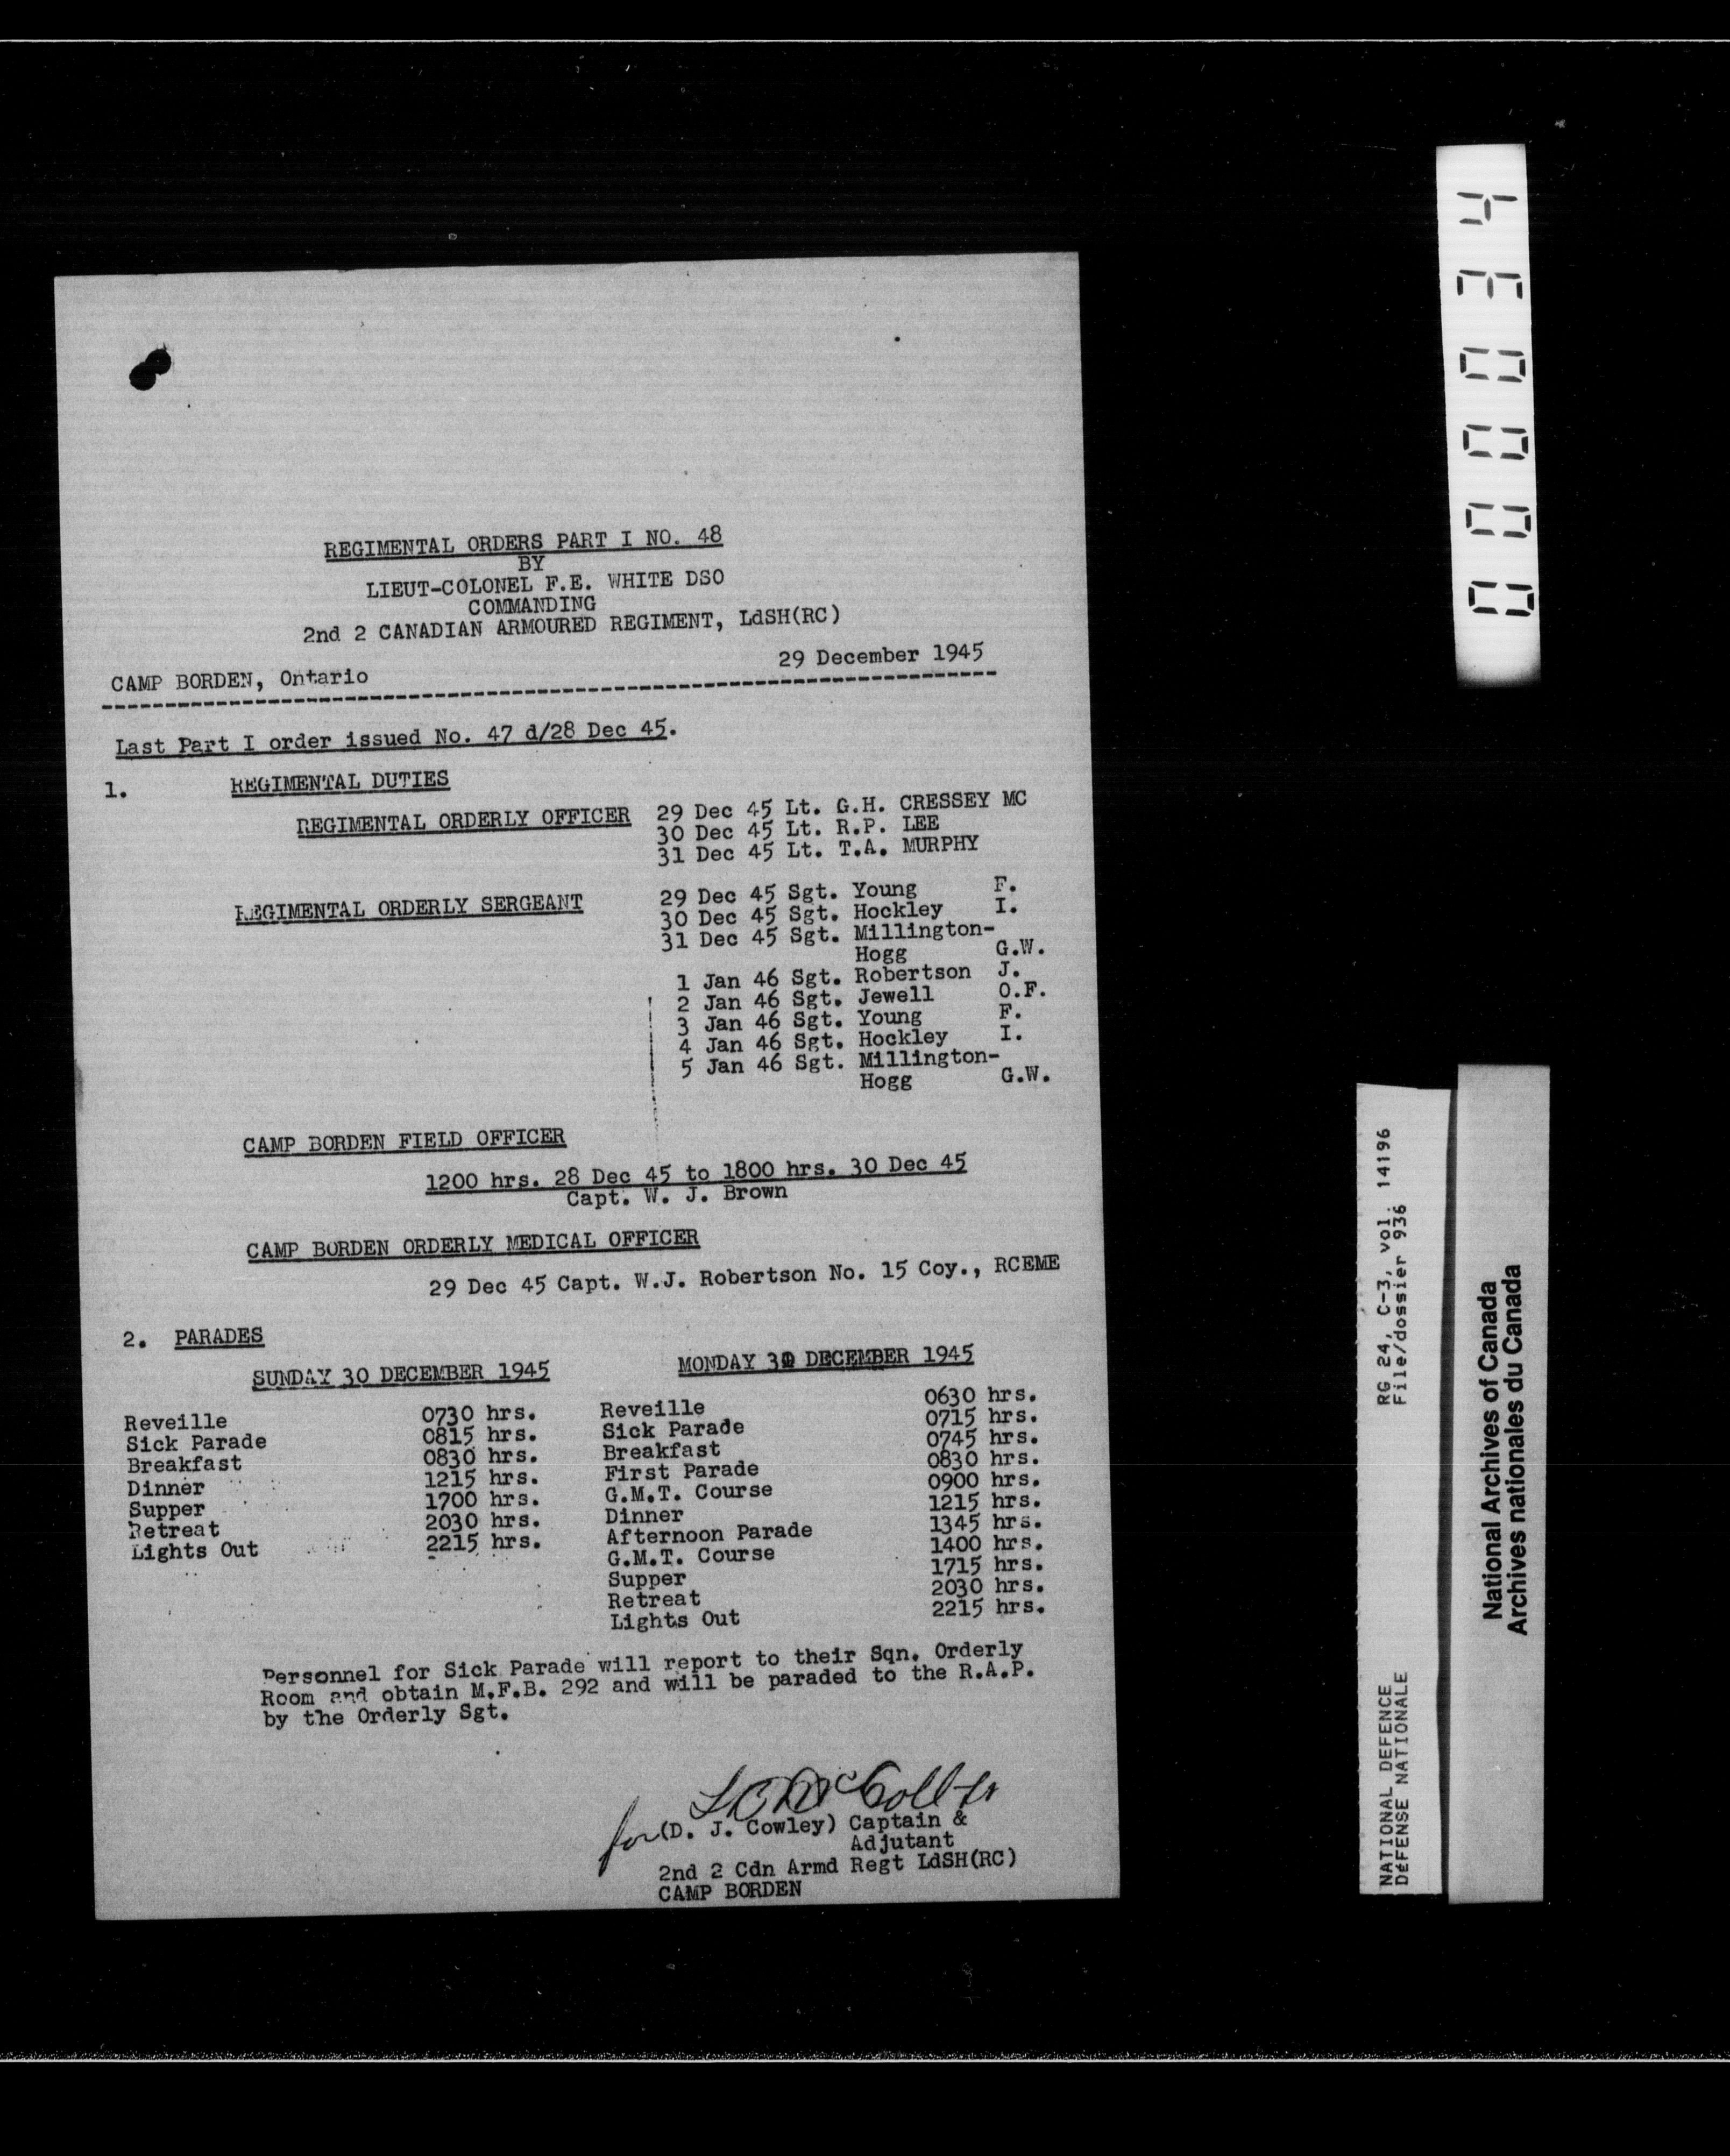 REGIMENTAL ORDERS PART I NO. 48
BY
LIEUT-COLONEL F.E. WHITE DSO
COMMANDING
2nd 2 CANADIAN ARMOURED REGIMENT, LdSH(RC)
CAMP BORDEN, Ontario 29 December 1945
Last Part I order issued No. 47 d/28 Dec 45.
1. REGIMENTAL DUTIES
REGIMENTAL ORDERLY OFFICER 29 Dec 45 Lt. G.H. CRESSEY MC
30 Dec 45 Lt. R.P. LEE
31 Dec 45 Lt. T.A. MURPHY
REGIMENTAL ORDERLY SERGEANT 29 Dec 45 Sgt. Young F.
30 Dec 45 Sgt. Hockley I.
31 Dec 45 Sgt. Millington-
Hogg G.W.
1 Jan 46 Sgt. Robertson J.
2 Jan 46 Sgt. Jewell O.F.
3 Jan 46 Sgt. Young F.
4 Jan 46 Sgt. Hockley I.
5 Jan 46 Sgt. Millington-
Hogg G.W.
CAMP BORDEN FIELD OFFICER
1200 hrs. 28 Dec 45 to 1800 hrs. 30 Dec 45
Capt. W. J. Brown
CAMP BORDEN ORDERLY MEDICAL OFFICER
29 Dec 45 Capt. W.J. Robertson No. 15 Coy., RCEME
2. PARADES
SUNDAY 30 DECEMBER 1945
Reveille 0730 hrs.
Sick Parade 0815 hrs.
Breakfast 0830 hrs.
Dinner 1215 hrs.
Supper 1700 hrs.
Retreat 2030 hrs.
Lights Out 2215 hrs.
MONDAY 31 DECEMBER 1945
Reveille 0630 hrs.
Sick Parade 0715 hrs.
Breakfast 0745 hrs.
First Parade 0830 hrs.
G.M.T. Course 0900 hrs.
Dinner 1215 hrs.
Afternoon Parade 1345 hrs.
G.M.T. Course 1400 hrs.
Supper 1715 hrs.
Retreat 2030 hrs.
Lights Out 2215 hrs.
Personnel for Sick Parade will report to their Sqn. Orderly
Room and obtain M.F.B. 292 and will be paraded to the R.A.P.
by the Orderly Sgt.
for (D. J. Cowley) Captain &
Adjutant
2nd 2 Cdn Armd Regt LdSH(RC)
CAMP BORDEN
000034
NATIONAL DEFENCE RG 24, C-3, vol. 14196
DéFENSE NATIONALE File/dossier 936
National Archives of Canada
Archives nationales du Canada